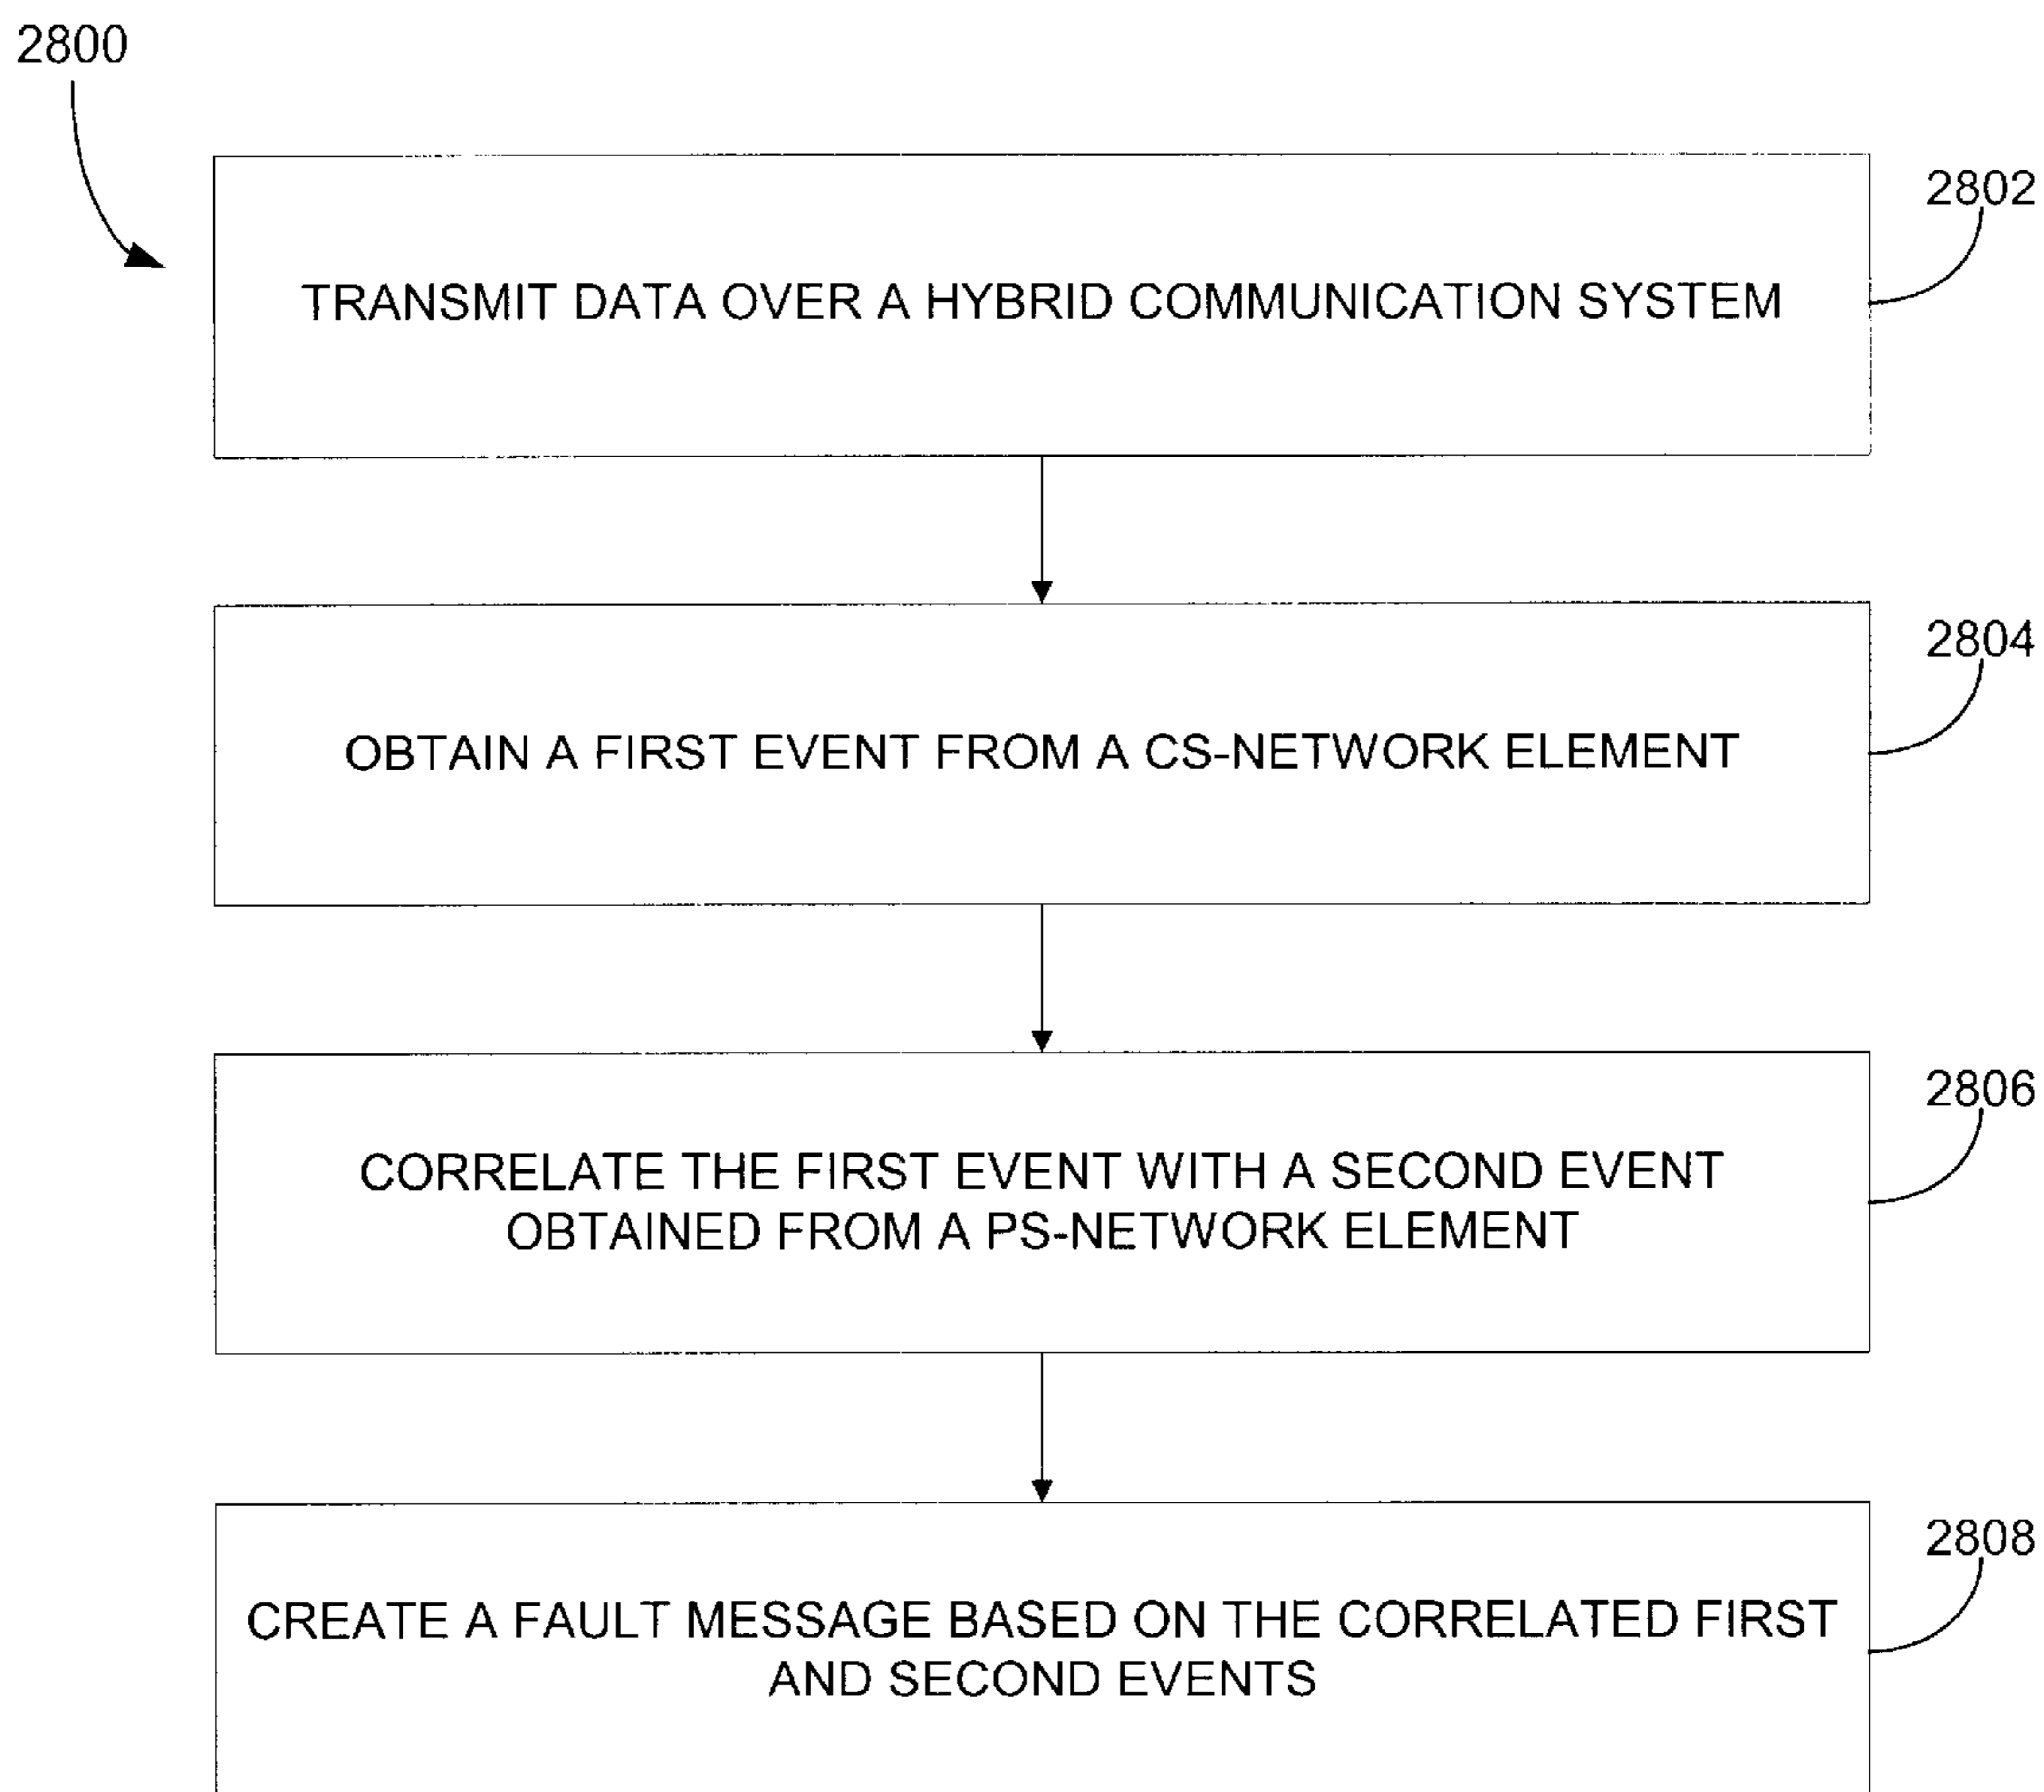 2800
2802
TRANSMIT DATA OVER A HYBRID COMMUNICATION SYSTEM
2804
OBTAIN A FIRST EVENT FROM A CS-NETWORK ELEMENT
2806
CORRELATE THE FIRST EVENT WITH A SECOND EVENT
OBTAINED FROM A PS-NETWORK ELEMENT
2808
CREATE A FAULT MESSAGE BASED ON THE CORRELATED FIRST
AND SECOND EVENTS